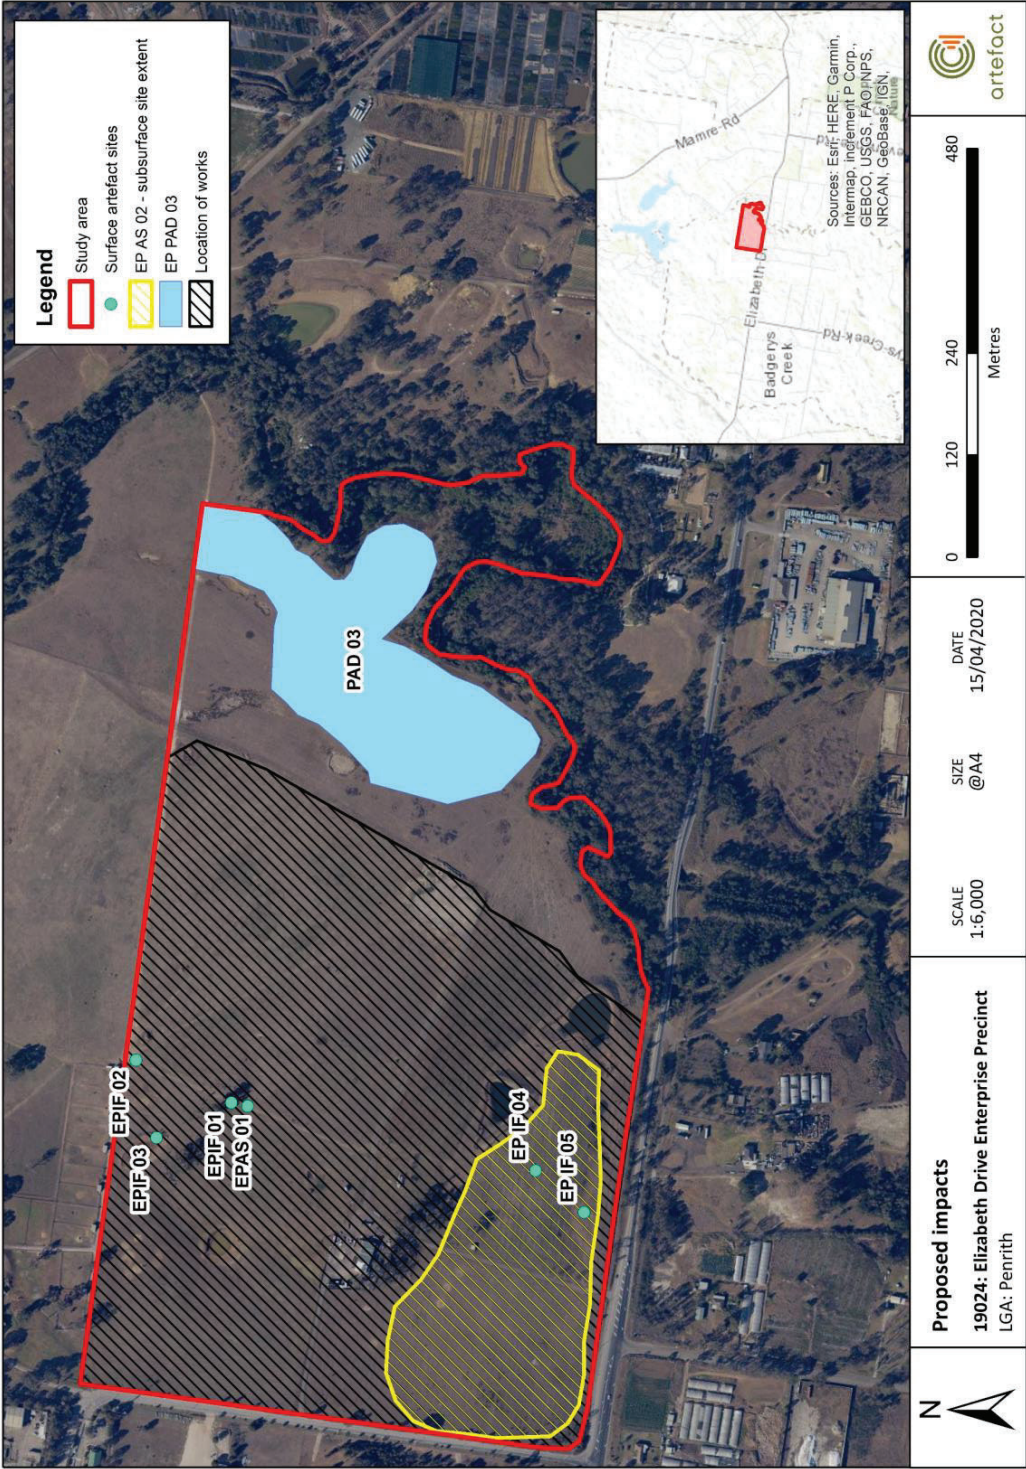 Legend
Study area
Surface artefact sites
EP AS 02 - subsurface site extent
EP PAD 03
Location of works
EPIF 02
EPIF 03
EPIF 01
EPAS 01
EP IF 04
EP IF 05
PAD 03
Mamre-Rd
Elizabeth-D
Badgerys
Creek
ys Creek-Rd
Sources: Esri, HERE, Garmin,
Intermap, increment P Corp.,
GEBCO, USGS, FAO, NPS,
NRCAN, GeoBase, IGN,
N
Proposed impacts
19024: Elizabeth Drive Enterprise Precinct
LGA: Penrith
SCALE
1:6,000
SIZE
@A4
DATE
15/04/2020
0 120 240 480
Metres
artefact